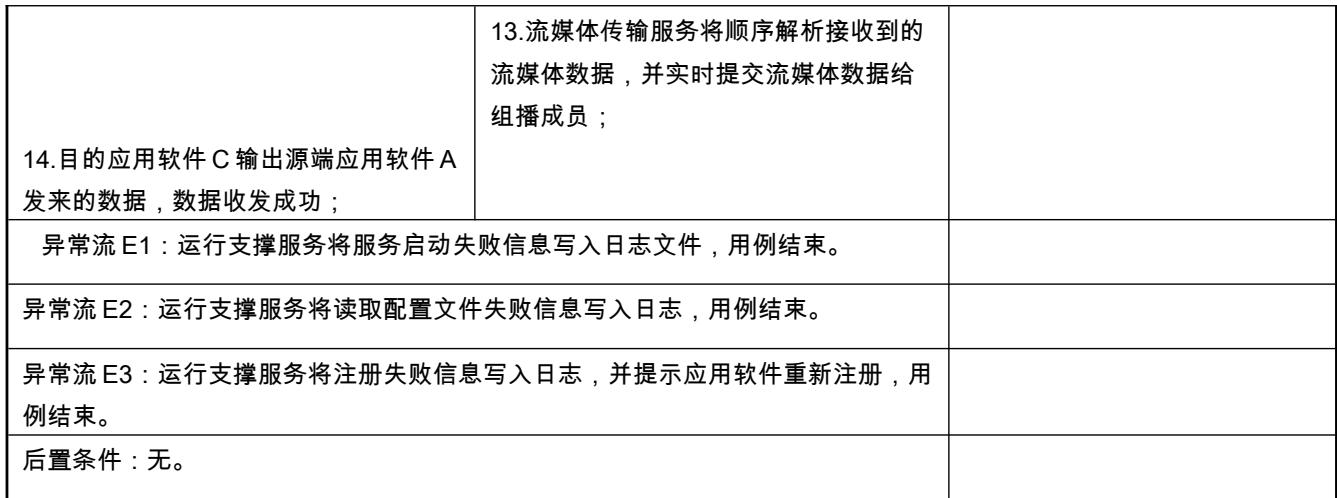 13.流媒体传输服务将顺序解析接收到的
流媒体数据，并实时提交流媒体数据给
组播成员；
14.目的应用软件C输出源端应用软件A
发来的数据，数据收发成功；
异常流E1：运行支撑服务将服务启动失败信息写入日志文件，用例结束。
异常流E2：运行支撑服务将读取配置文件失败信息写入日志，用例结束。
异常流E3：运行支撑服务将注册失败信息写入日志，并提示应用软件重新注册，用
例结束。
后置条件：无。